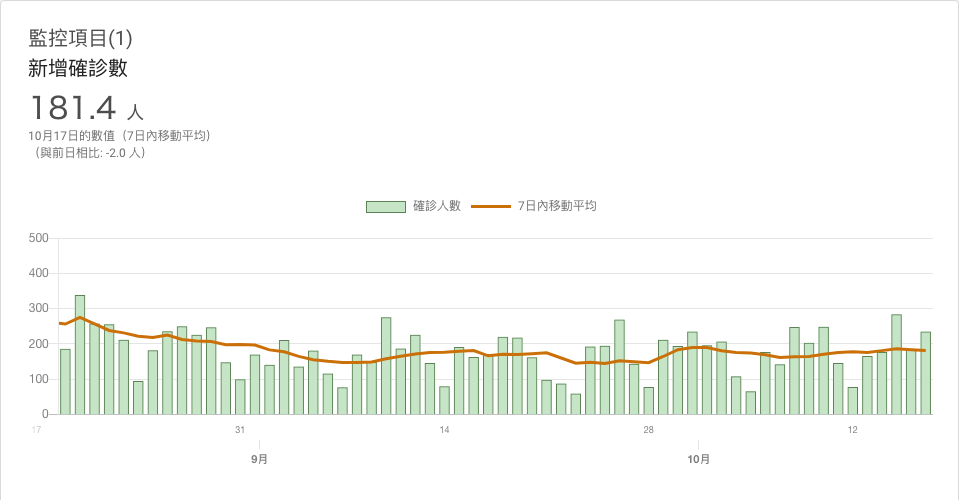 監控項目(1)
新增確診數
181.4 人
10月17日的數值（7日內移動平均）
（與前日相比: -2.0 人）
確診人數 7日內移動平均
500
400
300
200
100
0
17 31 14 28 12
9月 10月